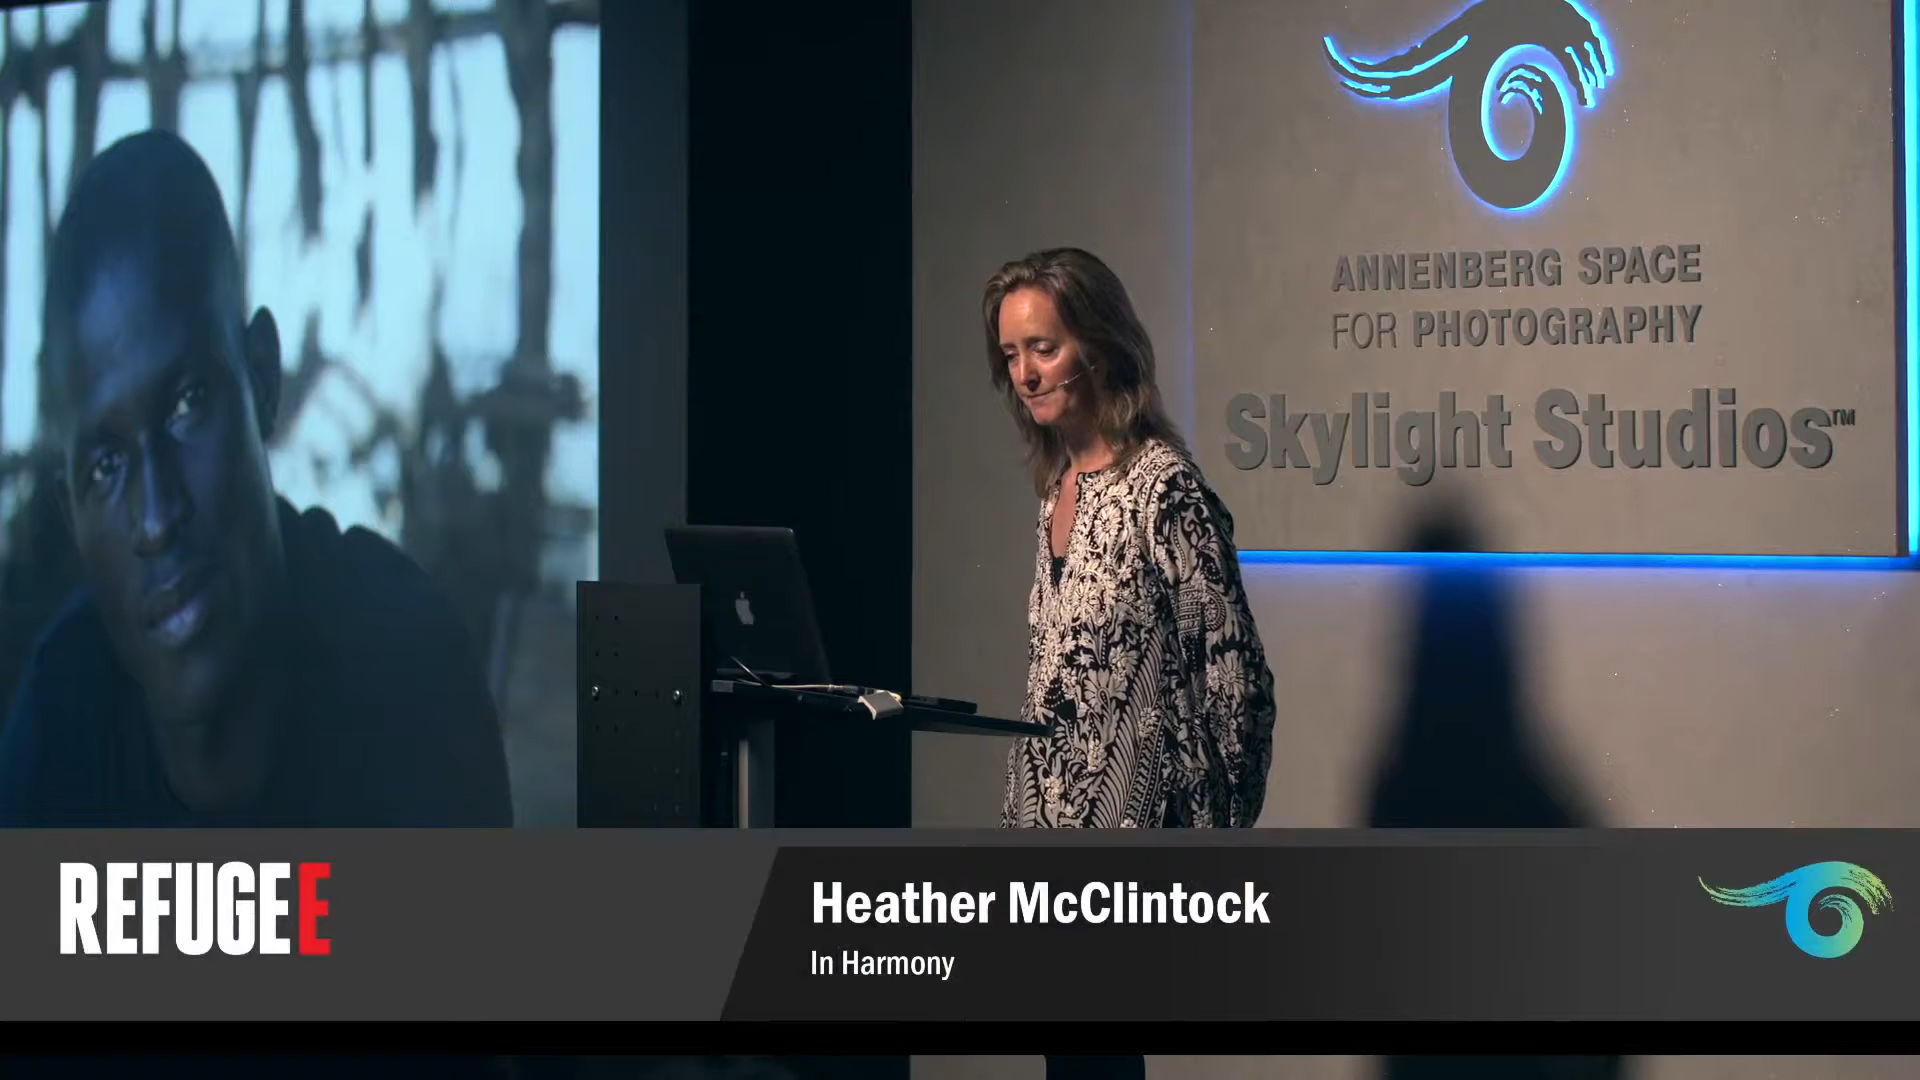 ANNENBERG SPACE
FOR PHOTOGRAPHY
Skylight Studios™
REFUGEE
Heather McClintock
In Harmony